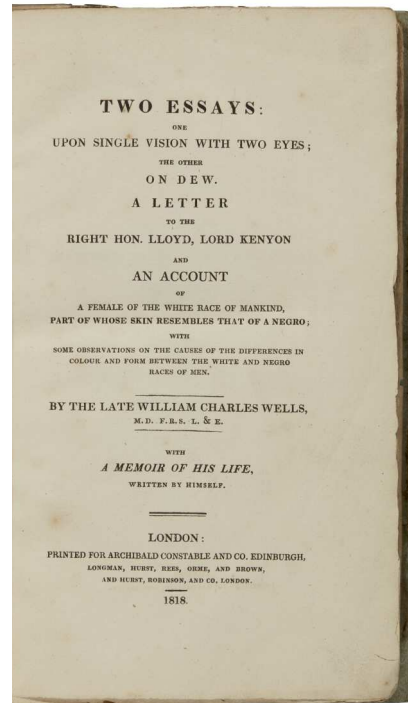 TWO ESSAYS:
ONE
UPON SINGLE VISION WITH TWO EYES;
THE OTHER
ON DEW.
A LETTER
TO THE
RIGHT HON. LLOYD, LORD KENYON
AND
AN ACCOUNT
OF
A FEMALE OF THE WHITE RACE OF MANKIND,
PART OF WHOSE SKIN RESEMBLES THAT OF A NEGRO;
WITH
SOME OBSERVATIONS ON THE CAUSES OF THE DIFFERENCES IN
COLOUR AND FORM BETWEEN THE WHITE AND NEGRO
RACES OF MEN.
BY THE LATE WILLIAM CHARLES WELLS,
M.D. F.R.S. L. & E.
WITH
A MEMOIR OF HIS LIFE,
WRITTEN BY HIMSELF.
LONDON:
PRINTED FOR ARCHIBALD CONSTABLE AND CO. EDINBURGH,
LONGMAN, HURST, REES, ORME, AND BROWN,
AND HURST, ROBINSON, AND CO. LONDON.
1818.